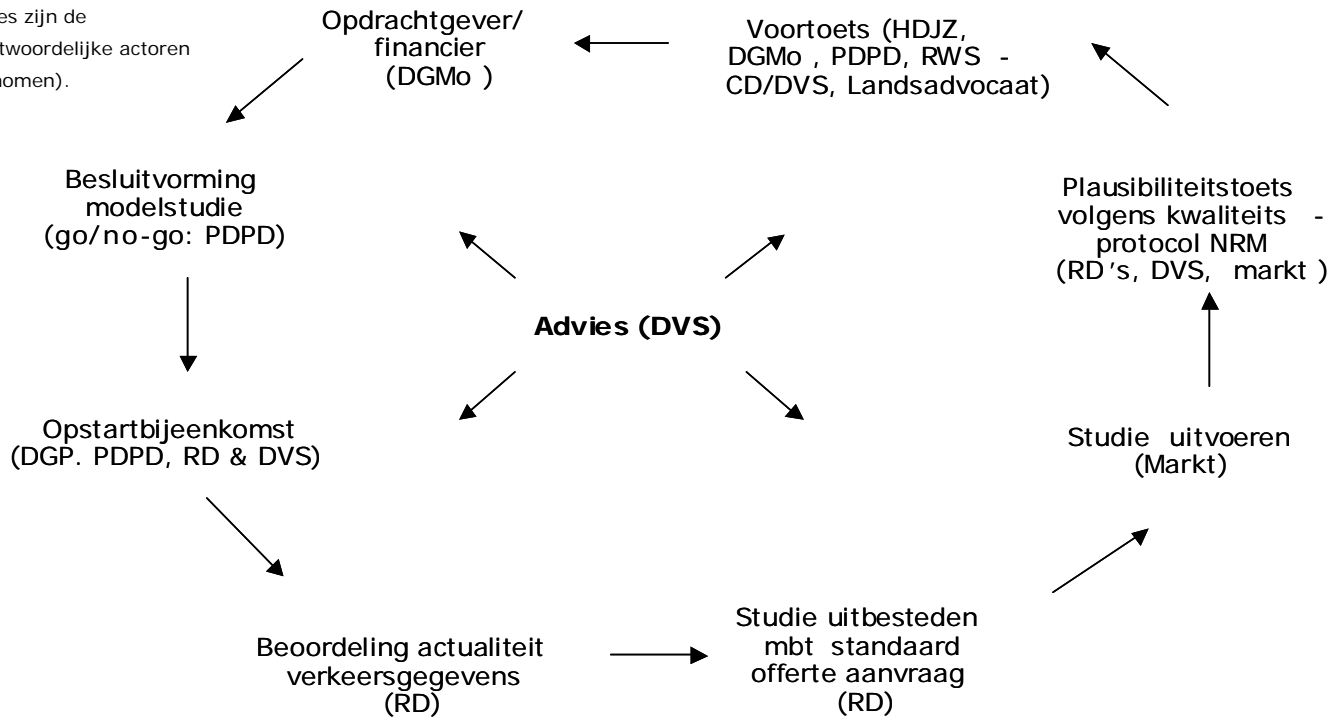 es zijn de
twoordelijke actoren
nomen).
Opdrachtgever/
financier
(DGMo )
Voortoets (HDJZ,
DGMo , PDPD, RWS -
CD/DVS, Landsadvocaat)
Besluitvorming
modelstudie
(go/no-go: PDPD)
Plausibiliteitstoets
volgens kwaliteits -
protocol NRM
(RD's, DVS, markt )
Advies (DVS)
Opstartbijeenkomst
(DGP. PDPD, RD & DVS)
Studie uitvoeren
(Markt)
Beoordeling actualiteit
verkeersgegevens
(RD)
Studie uitbesteden
mbt standaard
offerte aanvraag
(RD)